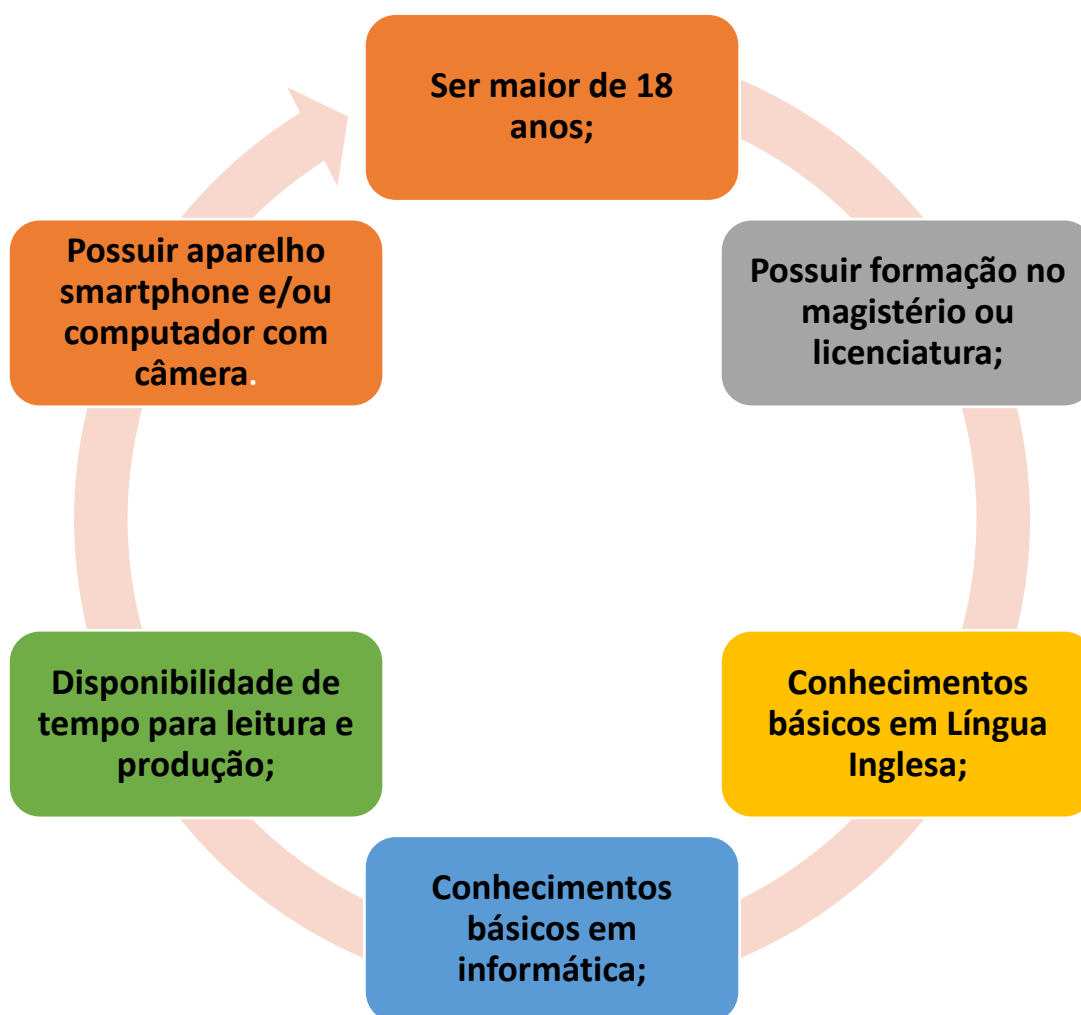 Ser maior de 18
anos;
Possuir formação no
magistério ou
licenciatura;
Conhecimentos
básicos em Língua
Inglesa;
Conhecimentos
básicos em
informática;
Disponibilidade de
tempo para leitura e
produção;
Possuir aparelho
smartphone e/ou
computador com
câmera.